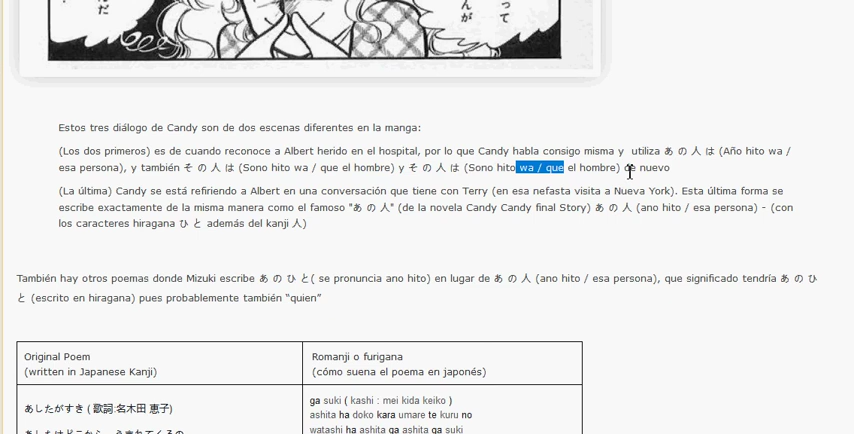 って
んが
んだ
Estos tres diálogo de Candy son de dos escenas diferentes en la manga:
(Los dos primeros) es de cuando reconoce a Albert herido en el hospital, por lo que Candy habla consigo misma y utiliza あ の 人 は (Año hito wa /
esa persona), y también そ の 人 は (Sono hito wa / que el hombre) y そ の 人 は (Sono hito wa / que el hombre) de nuevo
(La última) Candy se está refiriendo a Albert en una conversación que tiene con Terry (en esa nefasta visita a Nueva York). Esta última forma se
escribe exactamente de la misma manera como el famoso "あ の 人" (de la novela Candy Candy final Story) あ の 人 (ano hito / esa persona) - (con
los caracteres hiragana ひ と además del kanji 人)
También hay otros poemas donde Mizuki escribe あ の ひ と( se pronuncia ano hito) en lugar de あ の 人 (ano hito / esa persona), que significado tendría あ の ひ
と (escrito en hiragana) pues probablemente también “quien”
Original Poem
(written in Japanese Kanji)
Romanji o furigana
(cómo suena el poema en japonés)
あしたがすき ( 歌詞:名木田 恵子)
ga suki ( kashi : mei kida keiko )
ashita ha doko kara umare te kuru no
watashi ha ashita ga ashita ga suki